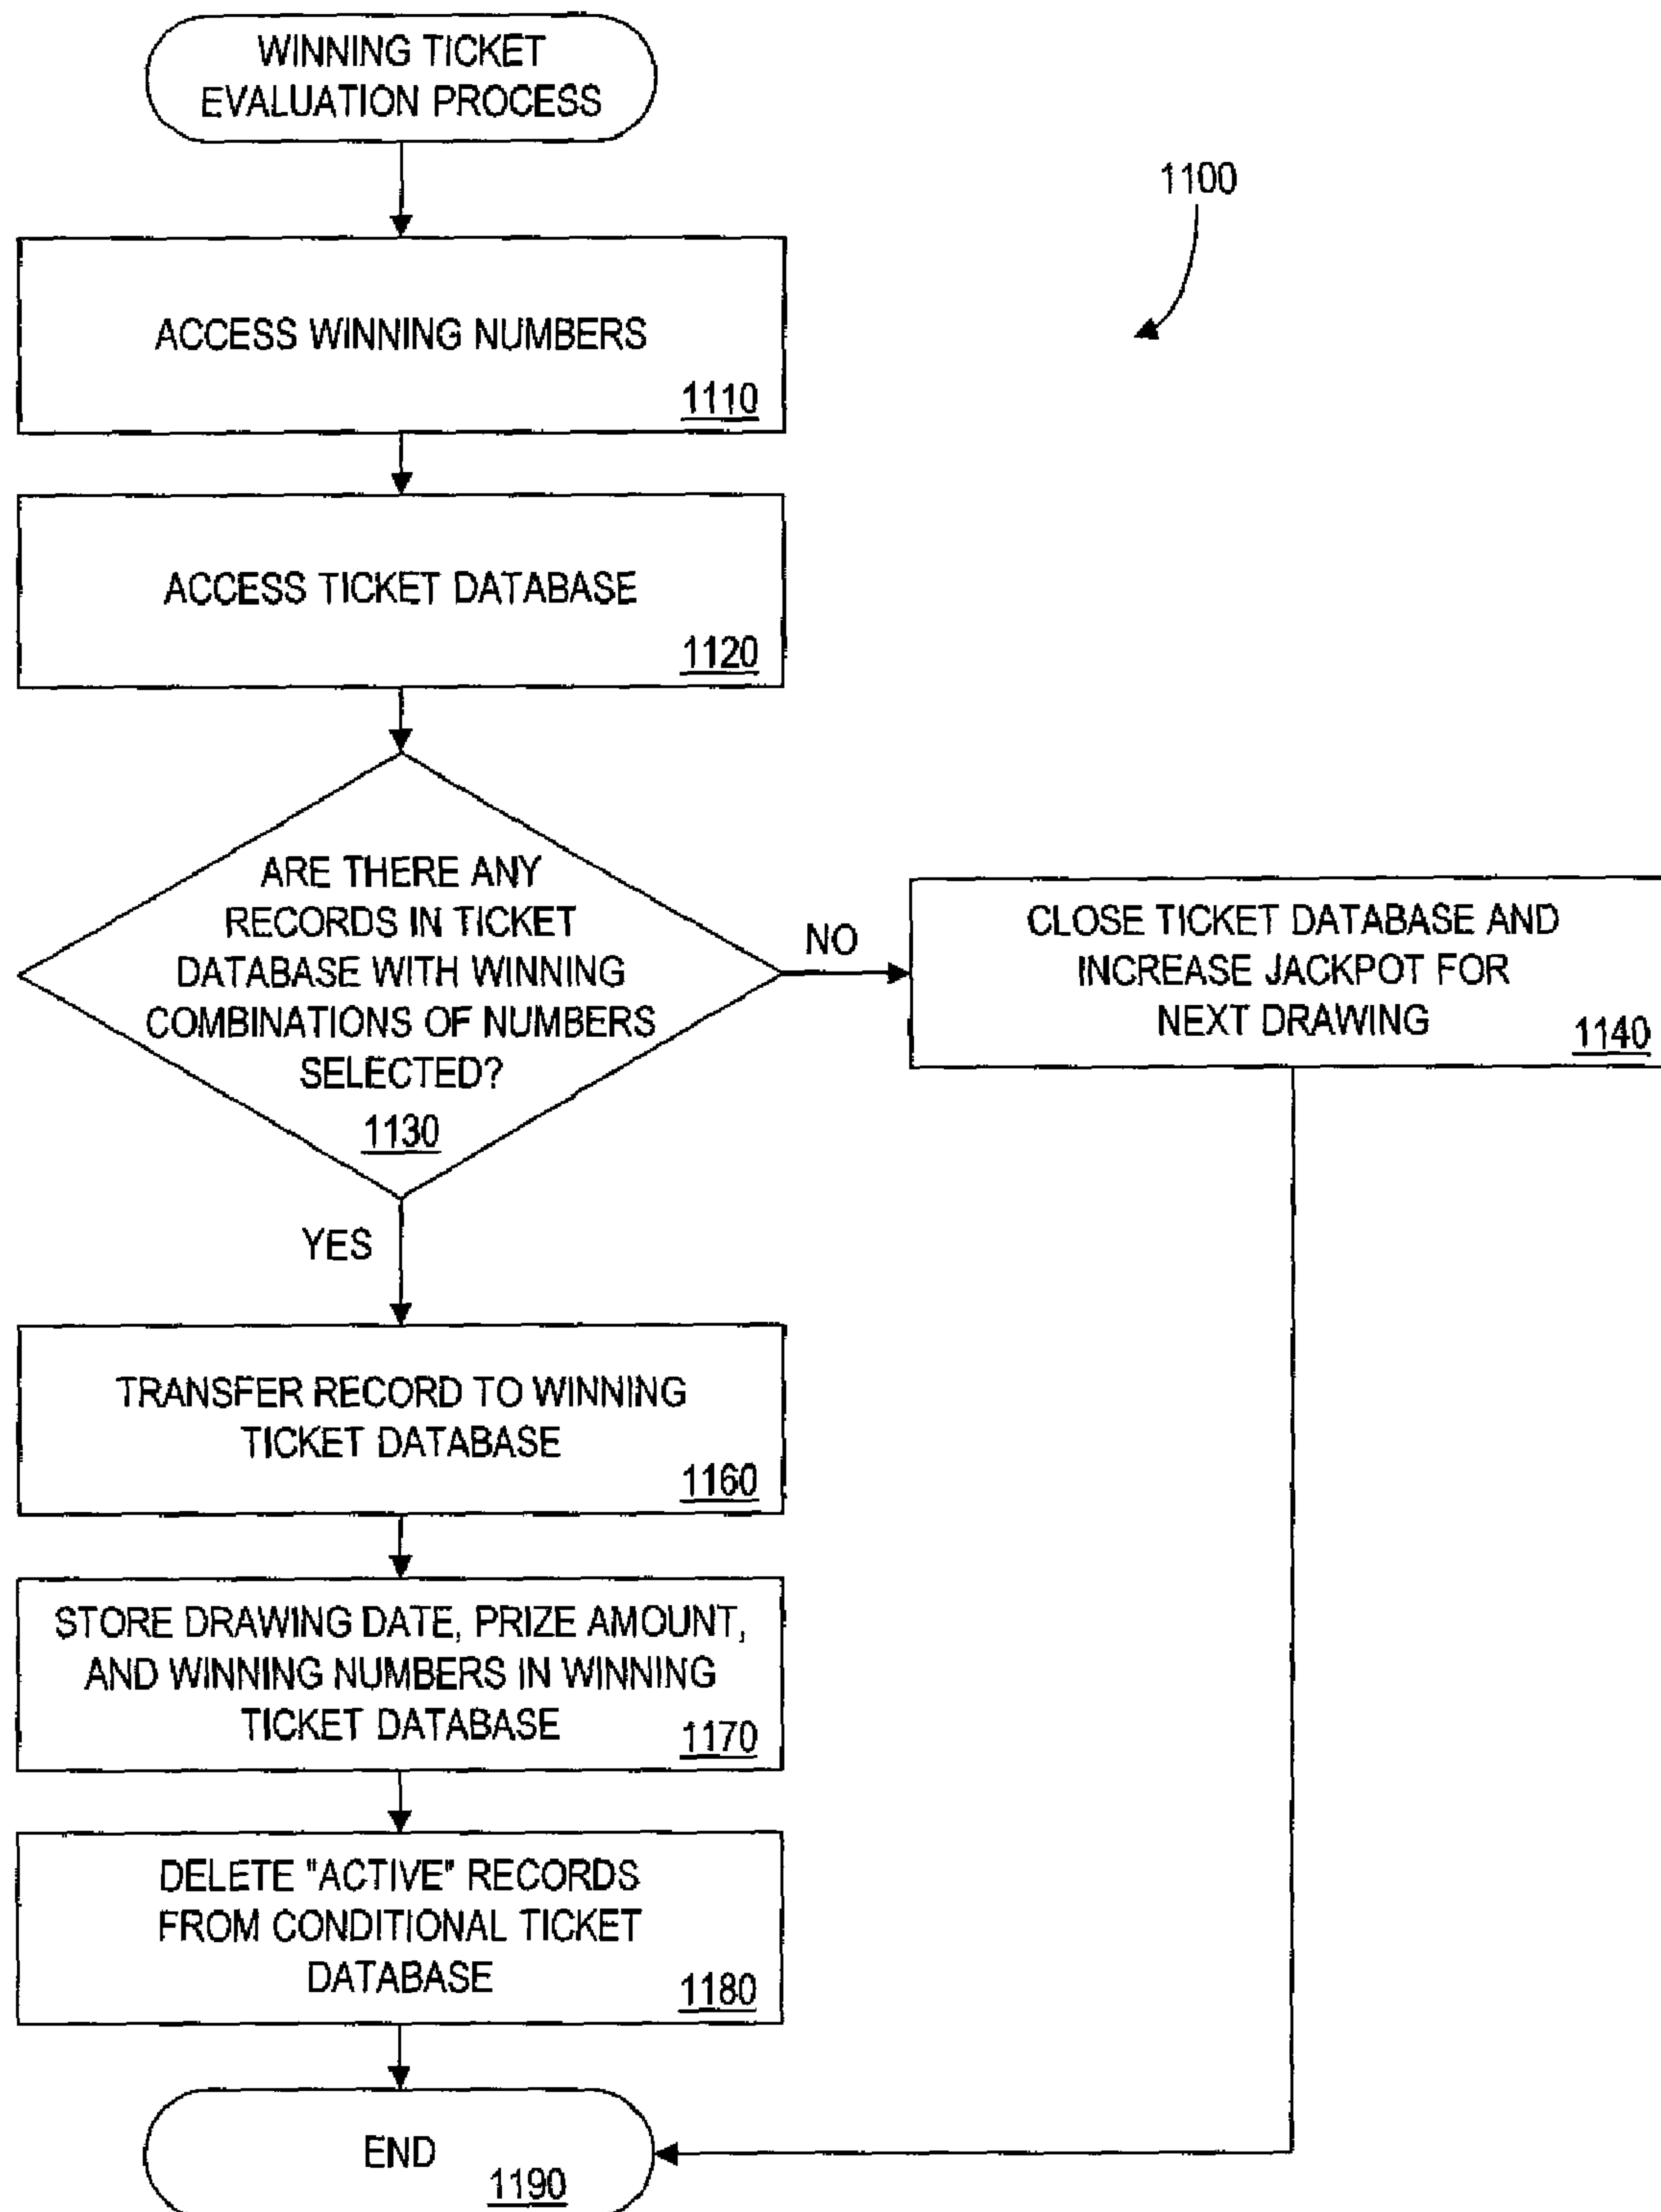 WINNING TICKET
EVALUATION PROCESS
1100
ACCESS WINNING NUMBERS
1110
ACCESS TICKET DATABASE
1120
ARE THERE ANY
RECORDS IN TICKET
DATABASE WITH WINNING
COMBINATIONS OF NUMBERS
SELECTED?
1130
NO
CLOSE TICKET DATABASE AND
INCREASE JACKPOT FOR
NEXT DRAWING
1140
YES
TRANSFER RECORD TO WINNING
TICKET DATABASE
1160
STORE DRAWING DATE, PRIZE AMOUNT,
AND WINNING NUMBERS IN WINNING
TICKET DATABASE
1170
DELETE "ACTIVE" RECORDS
FROM CONDITIONAL TICKET
DATABASE
1180
END
1190